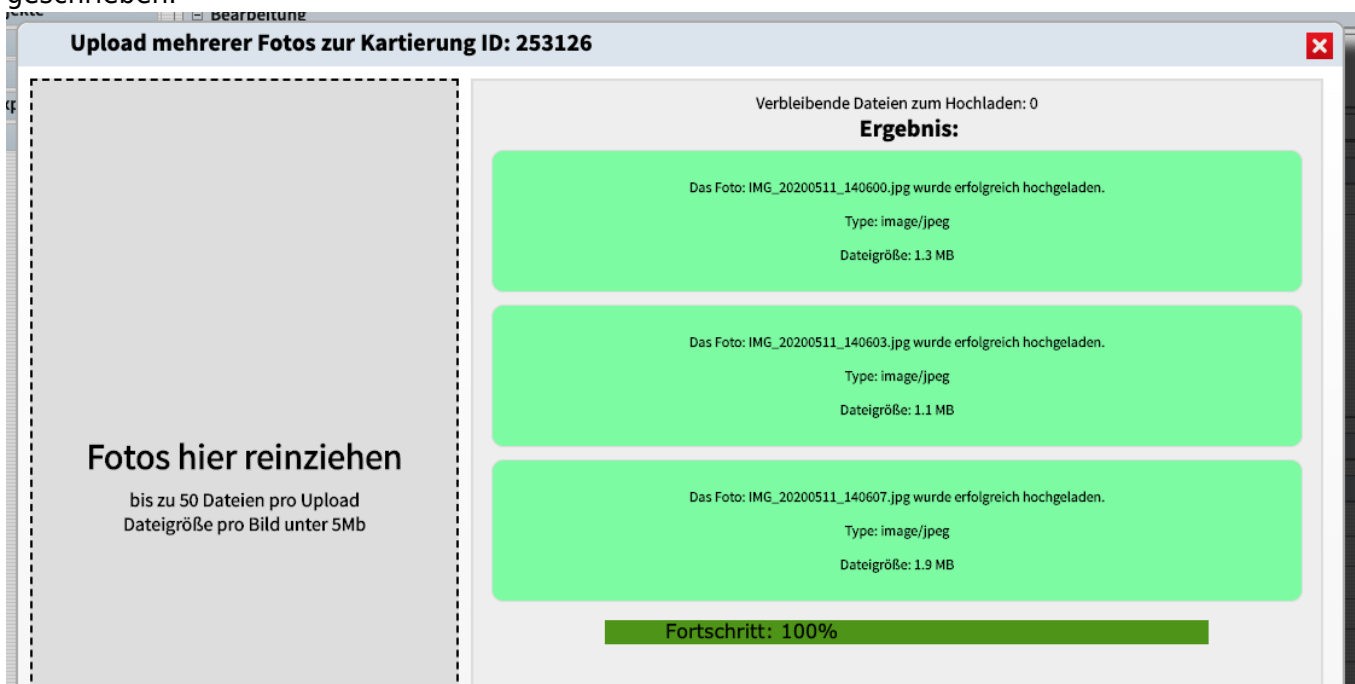 geschrieben.
Bearbeitung
Upload mehrerer Fotos zur Kartierung ID: 253126
Fotos hier reinziehen
bis zu 50 Dateien pro Upload
Dateigröße pro Bild unter 5Mb
Verbleibende Dateien zum Hochladen: 0
Ergebnis:
Das Foto: IMG_20200511_140600.jpg wurde erfolgreich hochgeladen.
Type: image/jpeg
Dateigröße: 1.3 MB
Das Foto: IMG_20200511_140603.jpg wurde erfolgreich hochgeladen.
Type: image/jpeg
Dateigröße: 1.1 MB
Das Foto: IMG_20200511_140607.jpg wurde erfolgreich hochgeladen.
Type: image/jpeg
Dateigröße: 1.9 MB
Fortschritt: 100%